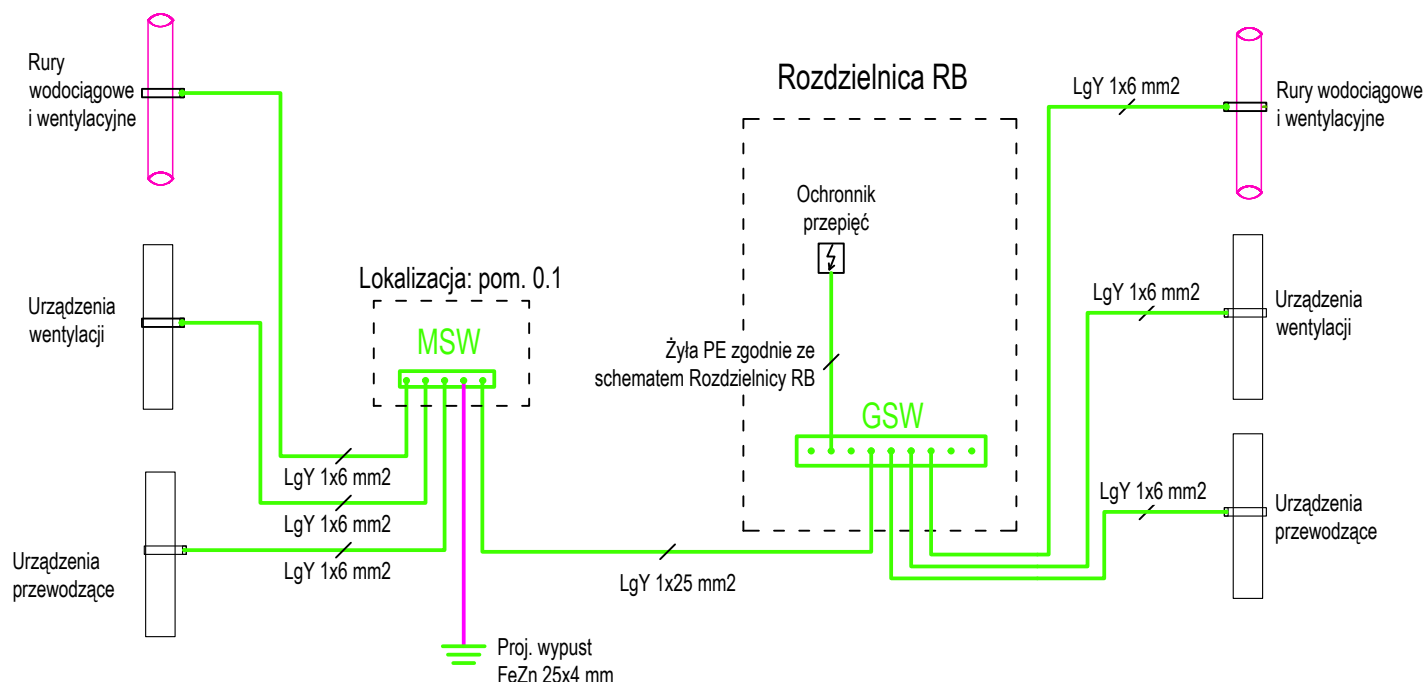 Rury
wodociągowe
i wentylacyjne
Rozdzielnica RB
LgY 1x6 mm2
Rury wodociągowe
i wentylacyjne
Ochronnik
przepięć
Lokalizacja: pom. 0.1
Urządzenia
wentylacji
MSW
LgY 1x6 mm2
Urządzenia
wentylacji
Żyła PE zgodnie ze
schematem Rozdzielnicy RB
GSW
LgY 1x6 mm2
LgY 1x6 mm2
LgY 1x6 mm2
Urządzenia
przewodzące
Urządzenia
przewodzące
LgY 1x6 mm2
LgY 1x25 mm2
Proj. wypust
FeZn 25x4 mm